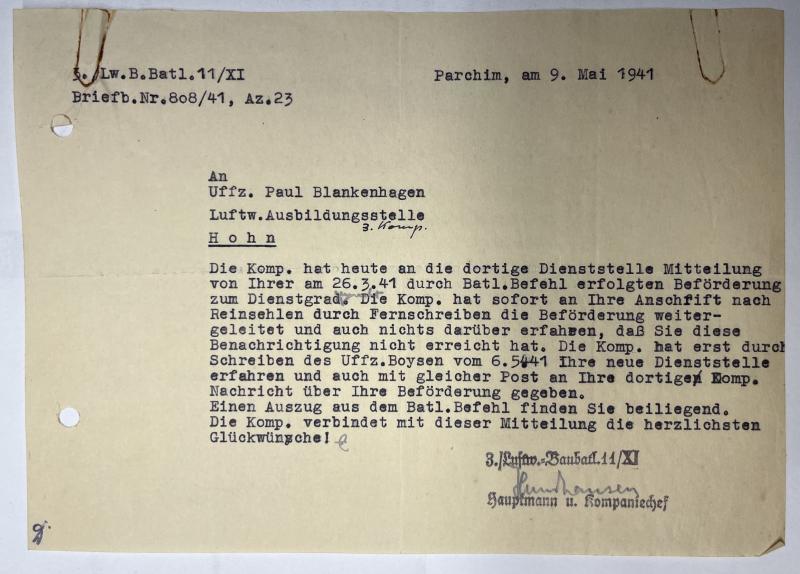 3./Lw.B.Batl.11/XI
Parchim, am 9. Mai 1941
Briefb.Nr.808/41, Az.23
An
Uffz. Paul Blankenhagen
Luftw.Ausbildungsstelle
3. Komp.
Hohn
Die Komp. hat heute an die dortige Dienststelle Mitteilung
von Ihrer am 26.3.41 durch Batl.Befehl erfolgten Beförderung
zum Dienstgrad. Die Komp. hat sofort an Ihre Anschfift nach
Reinsehlen durch Fernschreiben die Beförderung weiter-
geleitet und auch nichts darüber erfahren, daß Sie diese
Benachrichtigung nicht erreicht hat. Die Komp. hat erst durch
Schreiben des Uffz.Boysen vom 6.5.41 Ihre neue Dienststelle
erfahren und auch mit gleicher Post an Ihre dortige Komp.
Nachricht über Ihre Beförderung gegeben.
Einen Auszug aus dem Batl.Befehl finden Sie beiliegend.
Die Komp. verbindet mit dieser Mitteilung die herzlichsten
Glückwünsche!
3./Luftw.-Baubatl.11/XI
Hauptmann u. Kompaniechef